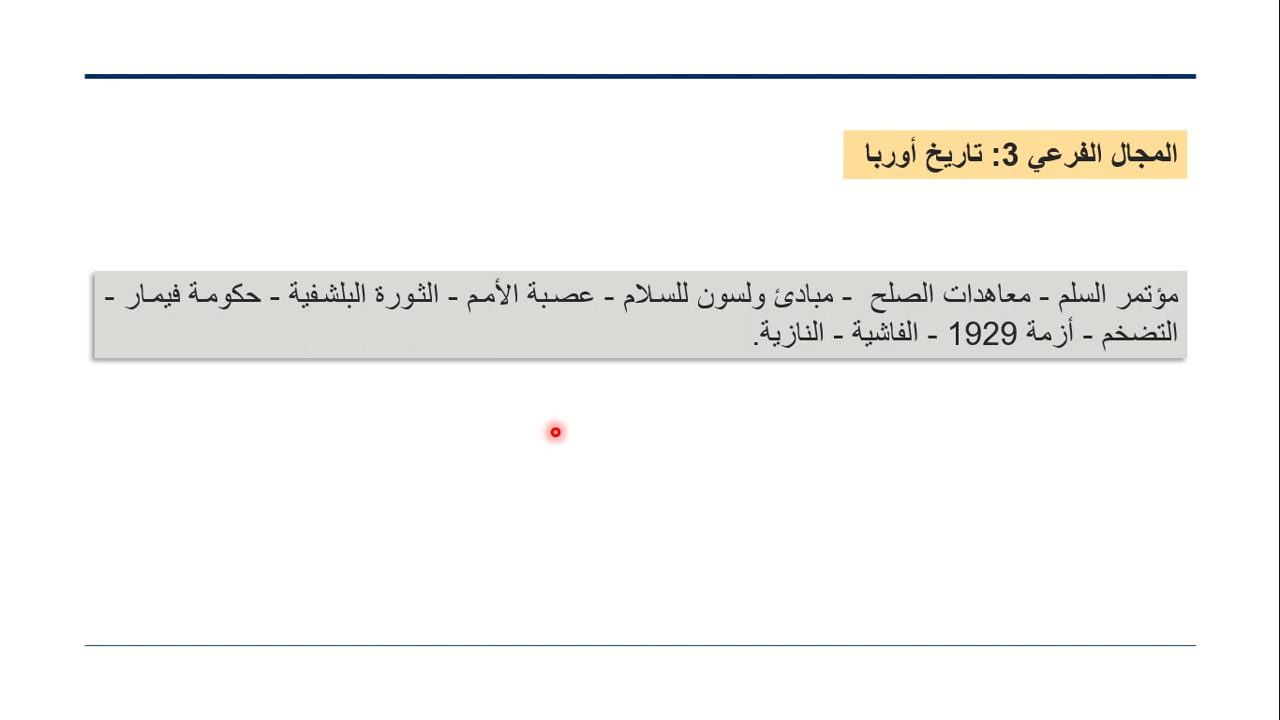 المجال الفرعي 3: تاريخ أوربا
مؤتمر السلم - معاهدات الصلح - مبادئ ولسون للسلام - عصبة الأمم - الثورة البلشفية - حكومة فيمار -
التضخم - أزمة 1929 - الفاشية - النازية.